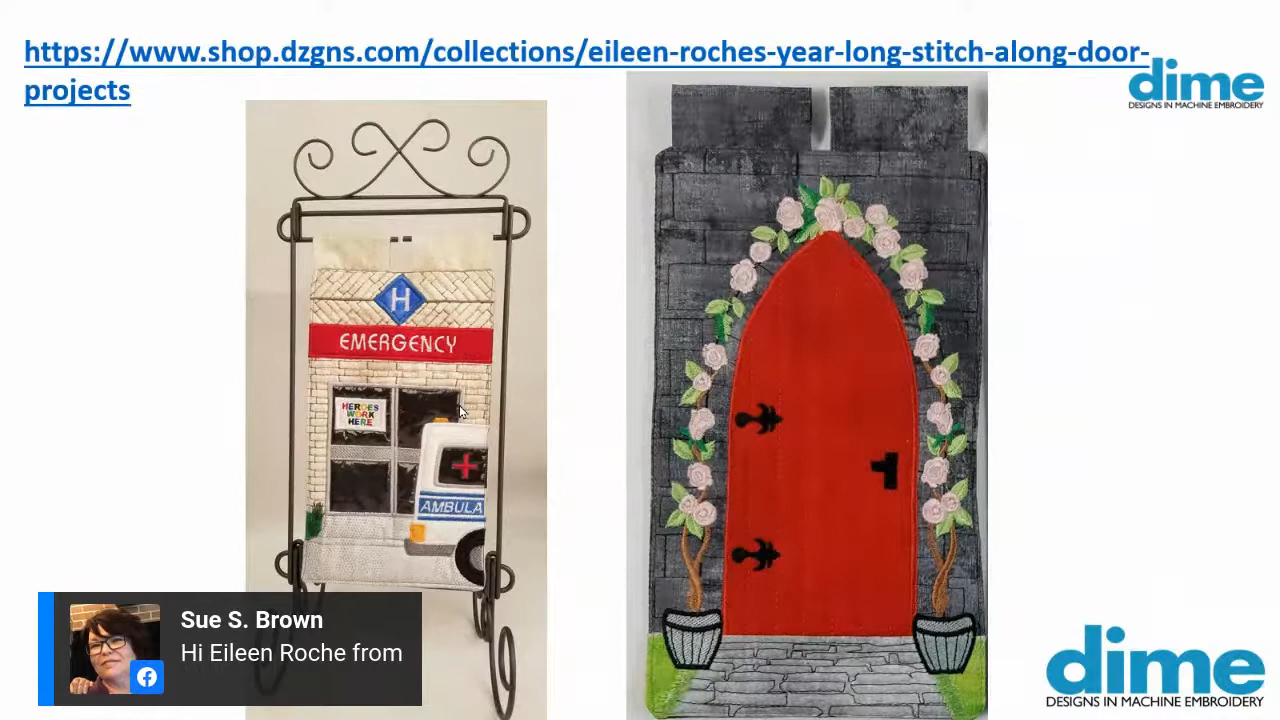 https://www.shop.dzgns.com/collections/eileen-roches-year-long-stitch-along-door-
projects
dime
DESIGNS IN MACHINE EMBROIDERY
H
EMERGENCY
HEROES
WORK
HERE
AMBULA
Sue S. Brown
Hi Eileen Roche from
dime
DESIGNS IN MACHINE EMBROIDERY